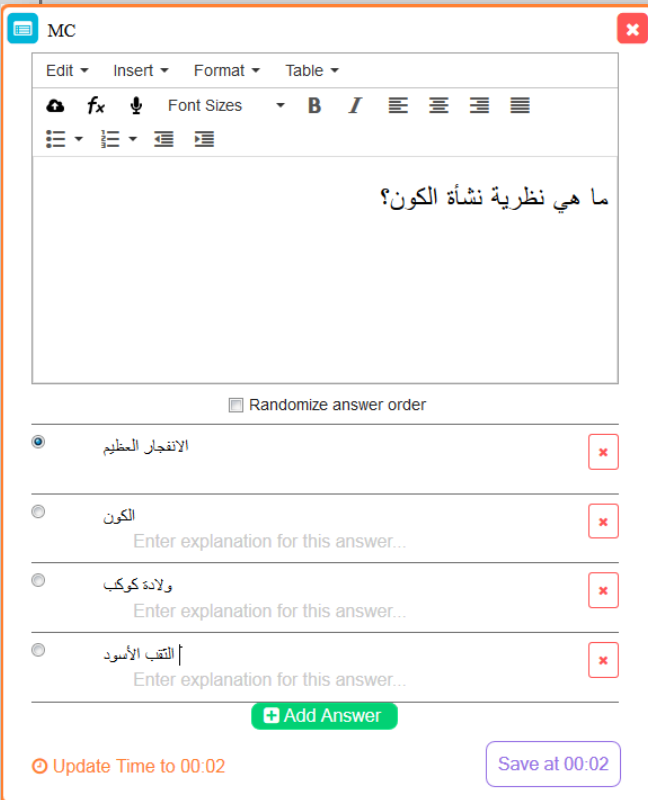 MC
Edit Insert Format Table
fx Font Sizes B I
ما هي نظرية نشأة الكون؟
Randomize answer order
الانفجار العظيم
الكون
Enter explanation for this answer...
ولادة كوكب
Enter explanation for this answer...
الثقب الأسود
Enter explanation for this answer...
Add Answer
Update Time to 00:02 Save at 00:02